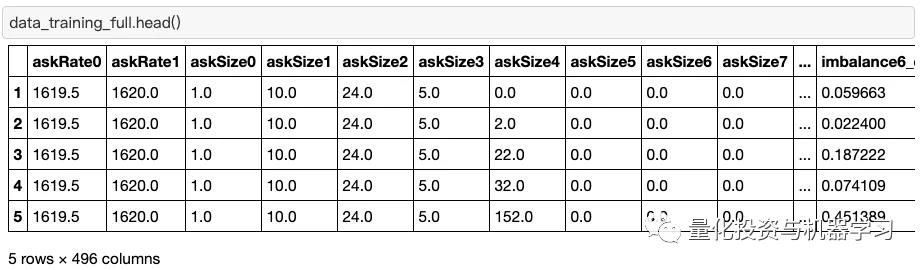 data_training_full.head()
askRate0 askRate1 askSize0 askSize1 askSize2 askSize3 askSize4 askSize5 askSize6 askSize7 ... imbalance6_
1 1619.5 1620.0 1.0 10.0 24.0 5.0 0.0 0.0 0.0 0.0 ... 0.059663
2 1619.5 1620.0 1.0 10.0 24.0 5.0 2.0 0.0 0.0 0.0 ... 0.022400
3 1619.5 1620.0 1.0 10.0 24.0 5.0 22.0 0.0 0.0 0.0 ... 0.187222
4 1619.5 1620.0 1.0 10.0 24.0 5.0 32.0 0.0 0.0 0.0 ... 0.074109
5 1619.5 1620.0 1.0 10.0 24.0 5.0 152.0 0.0 0.0 0.0 ... 0.451389
量化投资与机器学习
5 rows × 496 columns